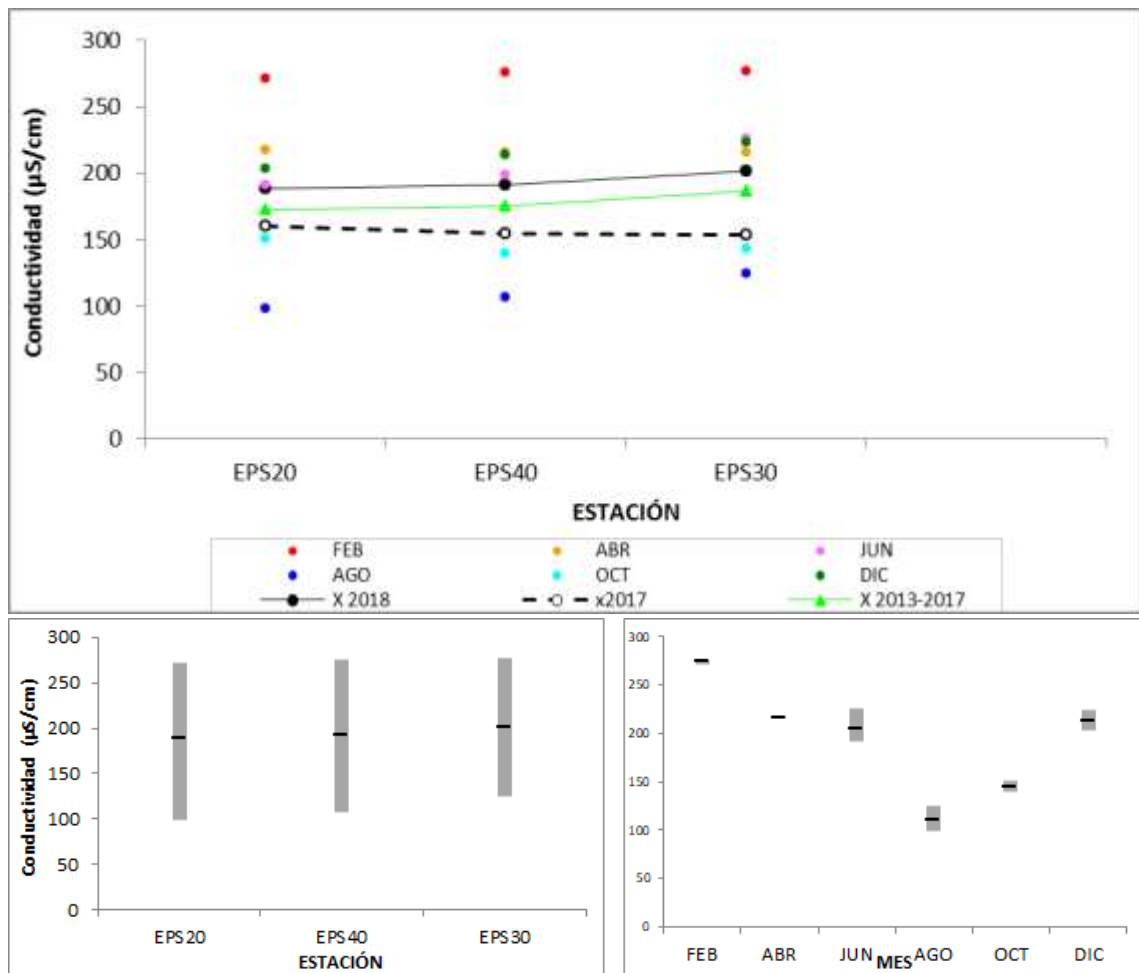 300
250
200
150
100
50
0
Conductividad (µS/cm)
EPS20 EPS40 EPS30
ESTACIÓN
FEB ABR JUN
AGO OCT DIC
X 2018 x2017 X 2013-2017
300
250
200
150
100
50
0
Conductividad (µS/cm)
EPS20 EPS40 EPS30
ESTACIÓN
300
250
200
150
100
50
0
FEB ABR JUN AGO OCT DIC
MES